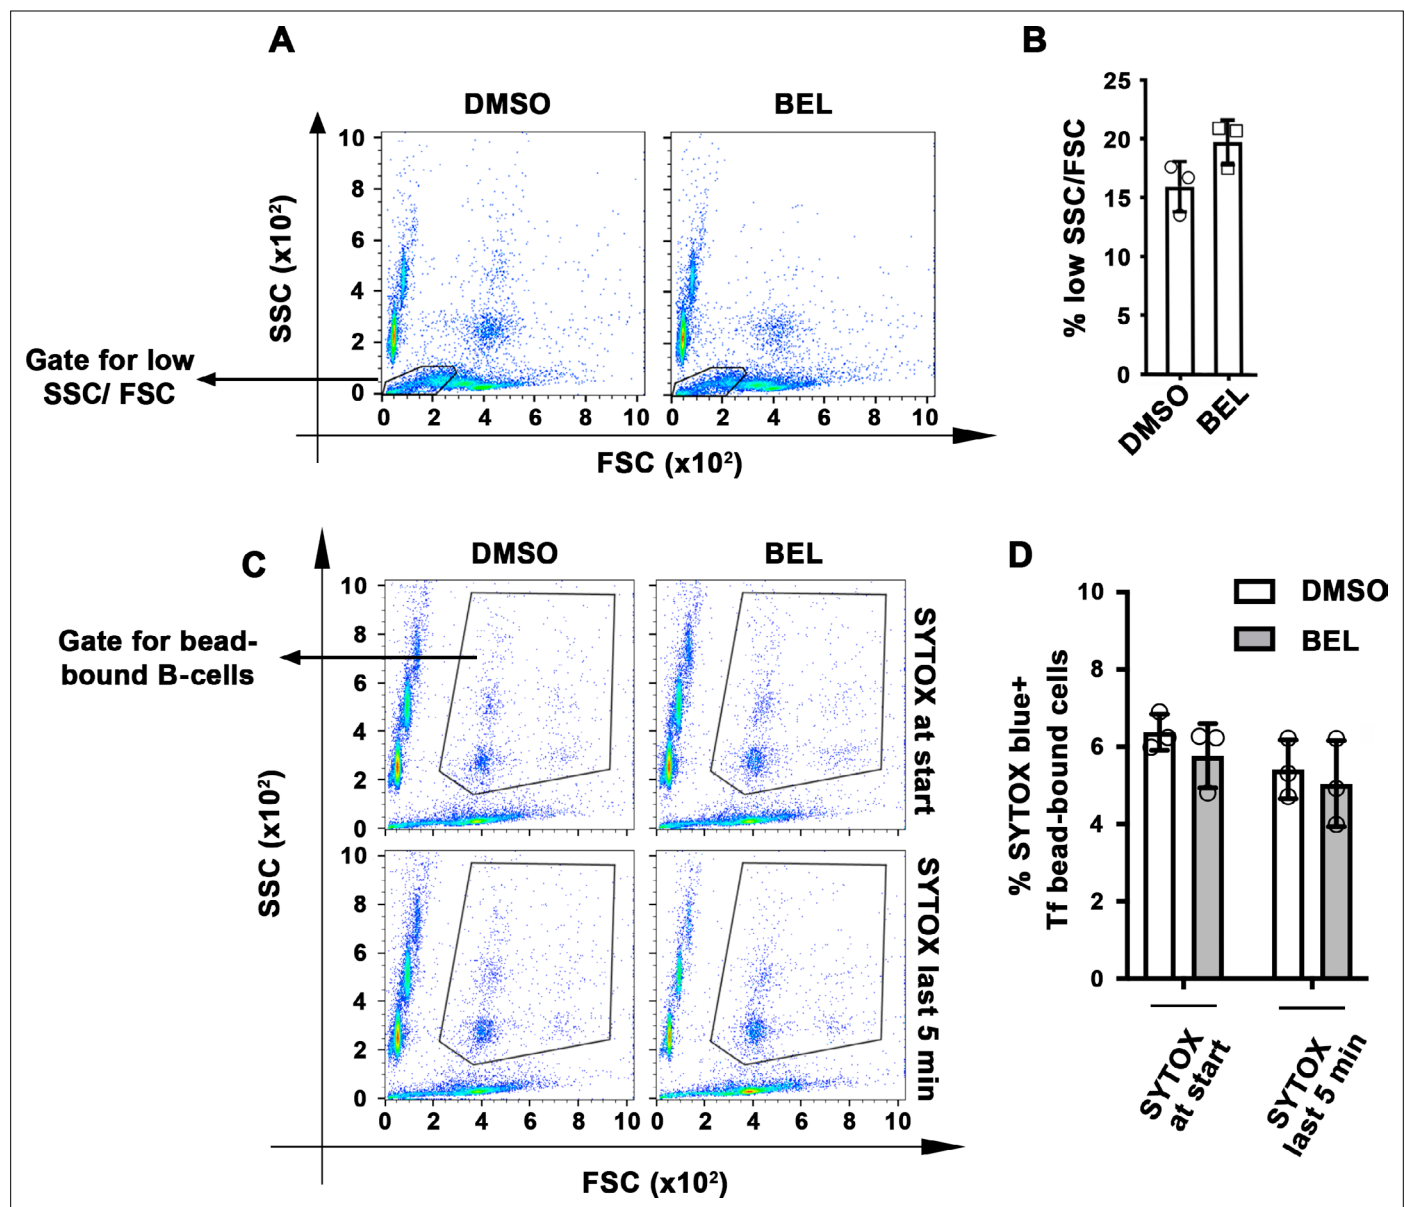 A
DMSO
BEL
SSC (x10²)
10
8
6
4
2
0
0 2 4 6 8 10
0 2 4 6 8 10
FSC (x10²)
Gate for low
SSC/ FSC
B
% low SSC/FSC
25
20
15
10
5
0
DMSO
BEL
C
DMSO
BEL
Gate for bead-
bound B-cells
SSC (x10²)
10
8
6
4
2
0
SYTOX at start
10
8
6
4
2
0
SYTOX last 5 min
0 2 4 6 8 10
0 2 4 6 8 10
FSC (x10²)
D
DMSO
BEL
% SYTOX blue+
Tf bead-bound cells
10
8
6
4
2
0
SYTOX
at start
SYTOX
last 5 min